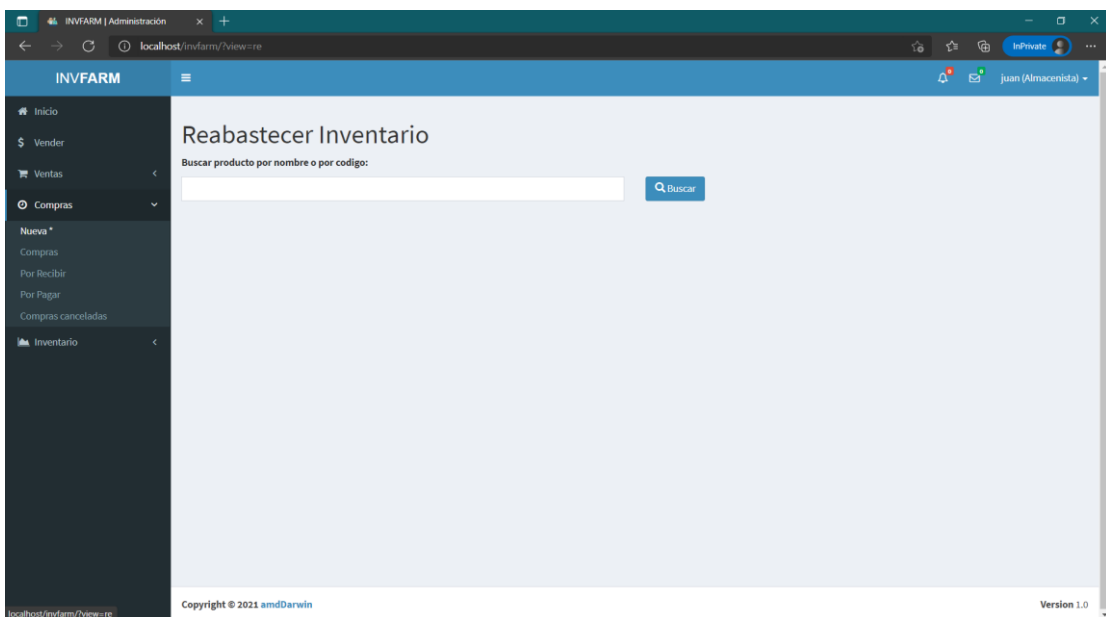 INVFARM | Administración
localhost/invfarm/?view=re
InPrivate
INVFARM
juan (Almacenista)
Inicio
Vender
Ventas
Compras
Nueva *
Compras
Por Recibir
Por Pagar
Compras canceladas
Inventario
Reabastecer Inventario
Buscar producto por nombre o por codigo:
Buscar
Copyright © 2021 amdDarwin
Version 1.0
localhost/invfarm/?view=re